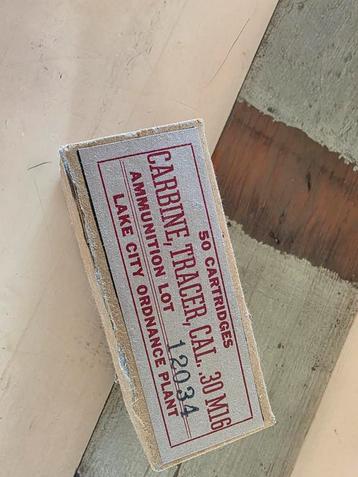 50 CARTRIDGES
CARBINE, TRACER, CAL. .30 M16
AMMUNITION LOT 12034
LAKE CITY ORDNANCE PLANT